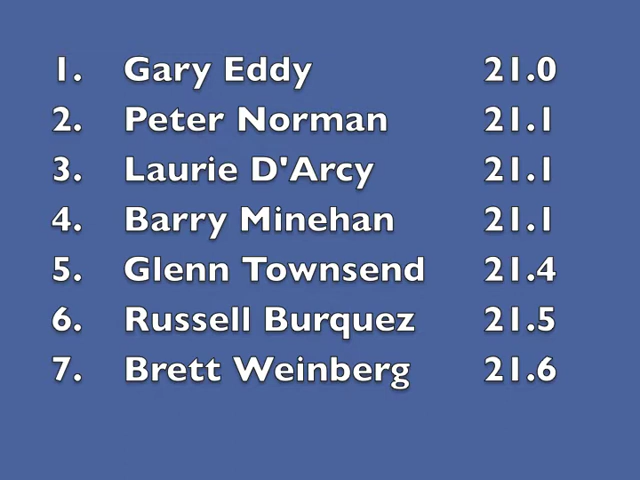 1. Gary Eddy 21.0
2. Peter Norman 21.1
3. Laurie D'Arcy 21.1
4. Barry Minehan 21.1
5. Glenn Townsend 21.4
6. Russell Burquez 21.5
7. Brett Weinberg 21.6